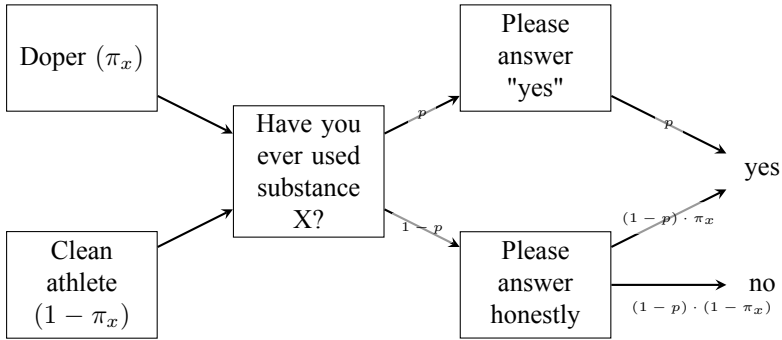 Doper (π_x)
Clean
athlete
(1 − π_x)
Have you
ever used
substance
X?
p
1 − p
Please
answer
"yes"
Please
answer
honestly
p
(1 − p) · π_x
(1 − p) · (1 − π_x)
yes
no